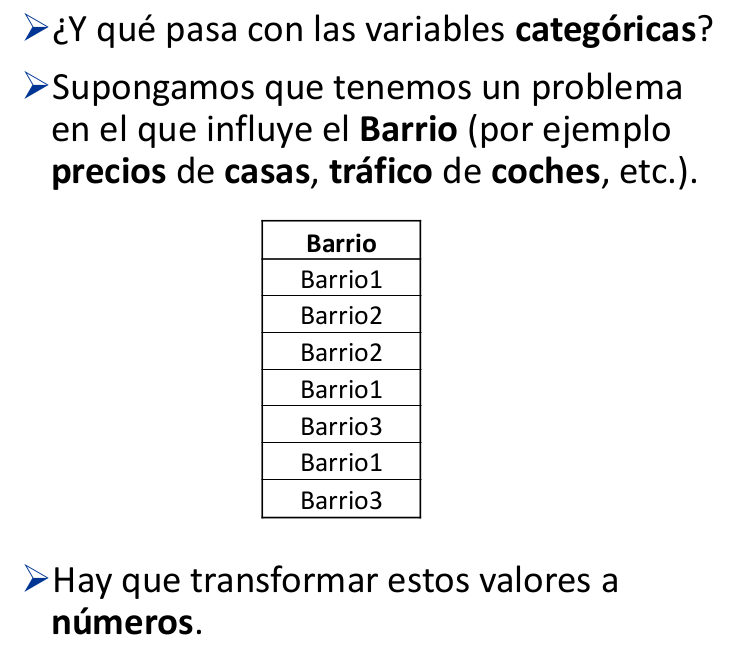 ¿Y qué pasa con las variables categóricas?
Supongamos que tenemos un problema
en el que influye el Barrio (por ejemplo
precios de casas, tráfico de coches, etc.).
Barrio
Barrio1
Barrio2
Barrio2
Barrio1
Barrio3
Barrio1
Barrio3
Hay que transformar estos valores a
números.